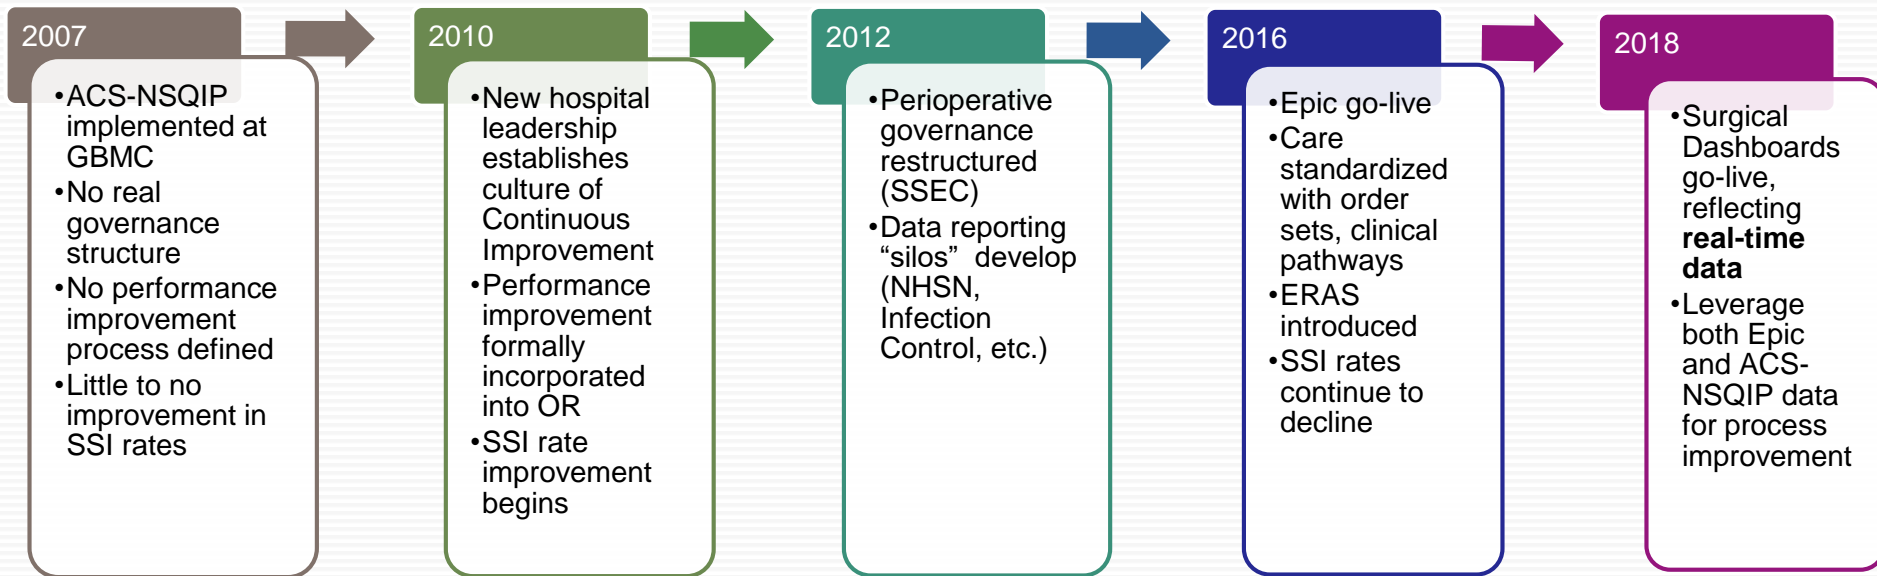 2007
•ACS-NSQIP
implemented at
GBMC
•No real
governance
structure
•No performance
improvement
process defined
•Little to no
improvement in
SSI rates
2010
•New hospital
leadership
establishes
culture of
Continuous
Improvement
•Performance
improvement
formally
incorporated
into OR
•SSI rate
improvement
begins
2012
•Perioperative
governance
restructured
(SSEC)
•Data reporting
“silos” develop
(NHSN,
Infection
Control, etc.)
2016
•Epic go-live
•Care
standardized
with order
sets, clinical
pathways
•ERAS
introduced
•SSI rates
continue to
decline
2018
•Surgical
Dashboards
go-live,
reflecting
real-time
data
•Leverage
both Epic
and ACS-
NSQIP data
for process
improvement